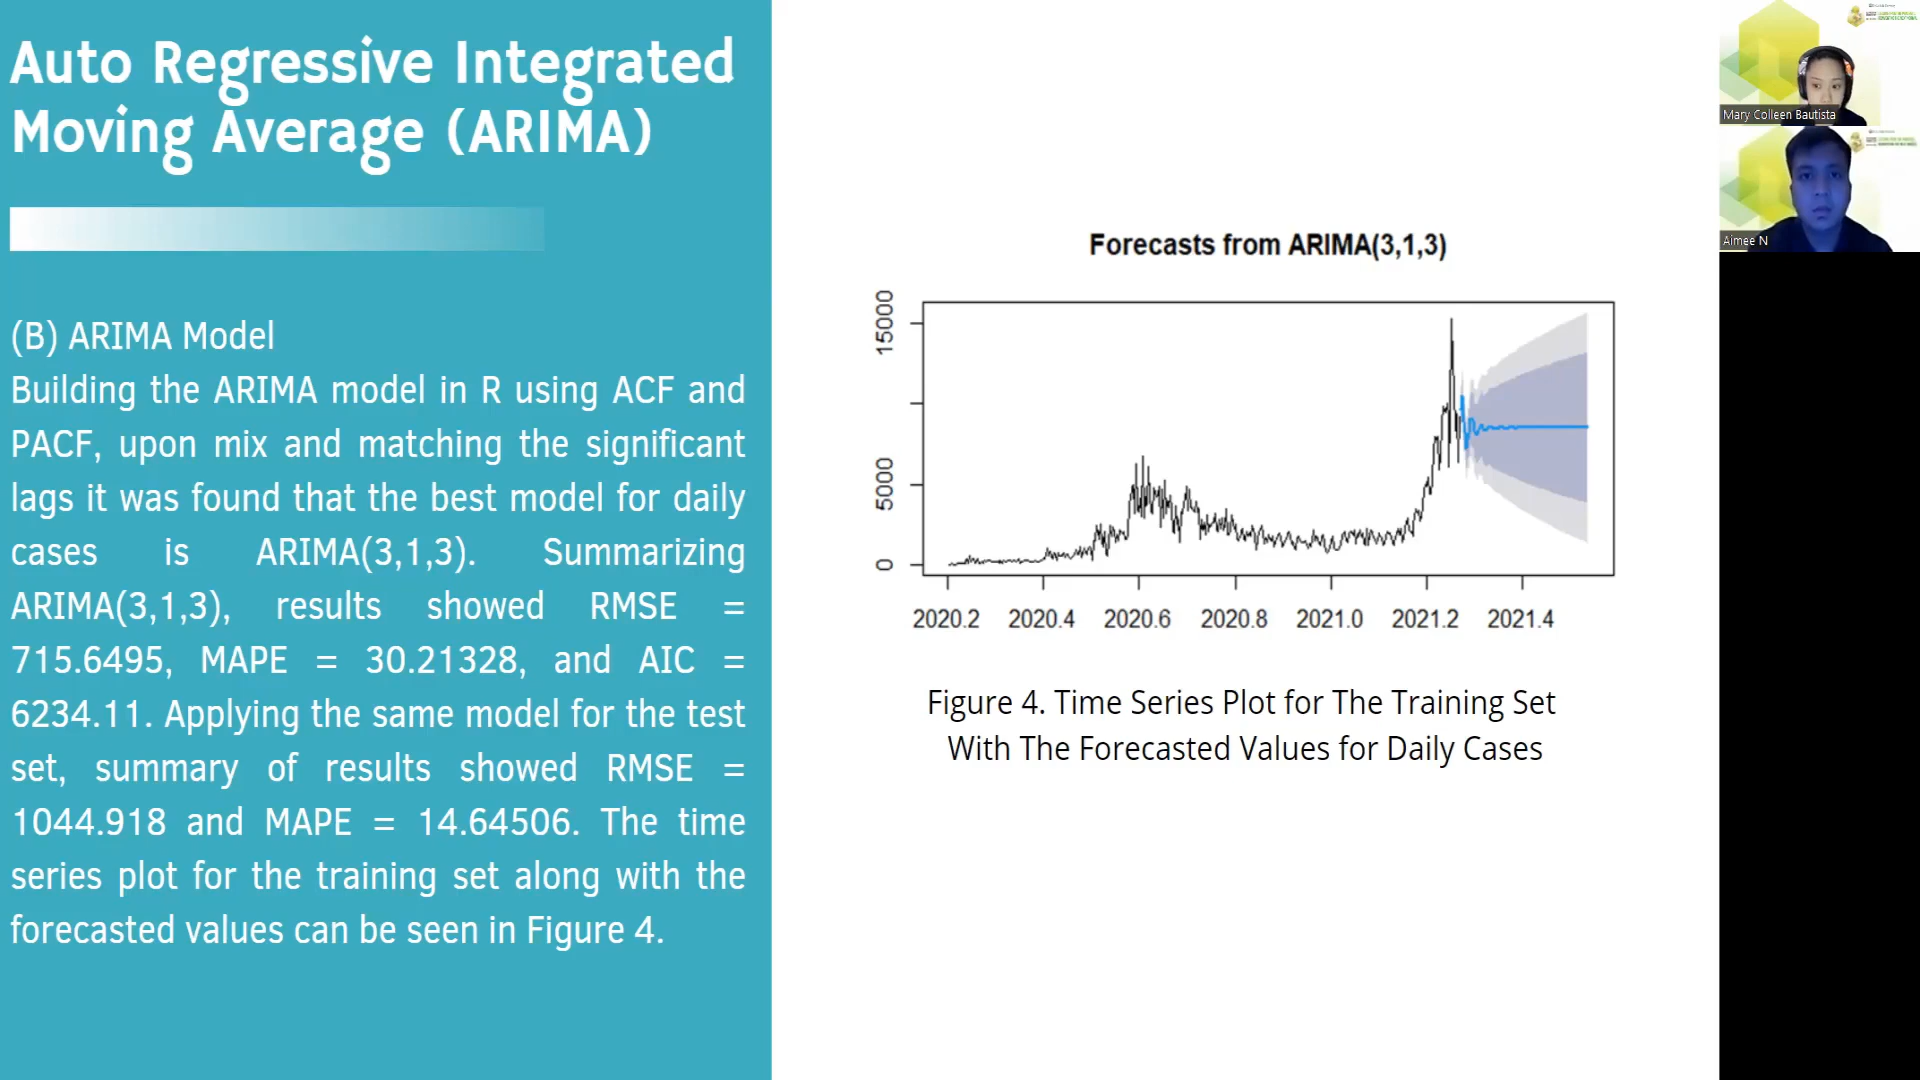 Auto Regressive Integrated
Moving Average (ARIMA)
(B) ARIMA Model
Building the ARIMA model in R using ACF and
PACF, upon mix and matching the significant
lags it was found that the best model for daily
cases is ARIMA(3,1,3). Summarizing
ARIMA(3,1,3), results showed RMSE =
715.6495, MAPE = 30.21328, and AIC =
6234.11. Applying the same model for the test
set, summary of results showed RMSE =
1044.918 and MAPE = 14.64506. The time
series plot for the training set along with the
forecasted values can be seen in Figure 4.
Forecasts from ARIMA(3,1,3)
15000
5000
0
2020.2 2020.4 2020.6 2020.8 2021.0 2021.2 2021.4
Figure 4. Time Series Plot for The Training Set
With The Forecasted Values for Daily Cases
Mary Colleen Bautista
Aimee N